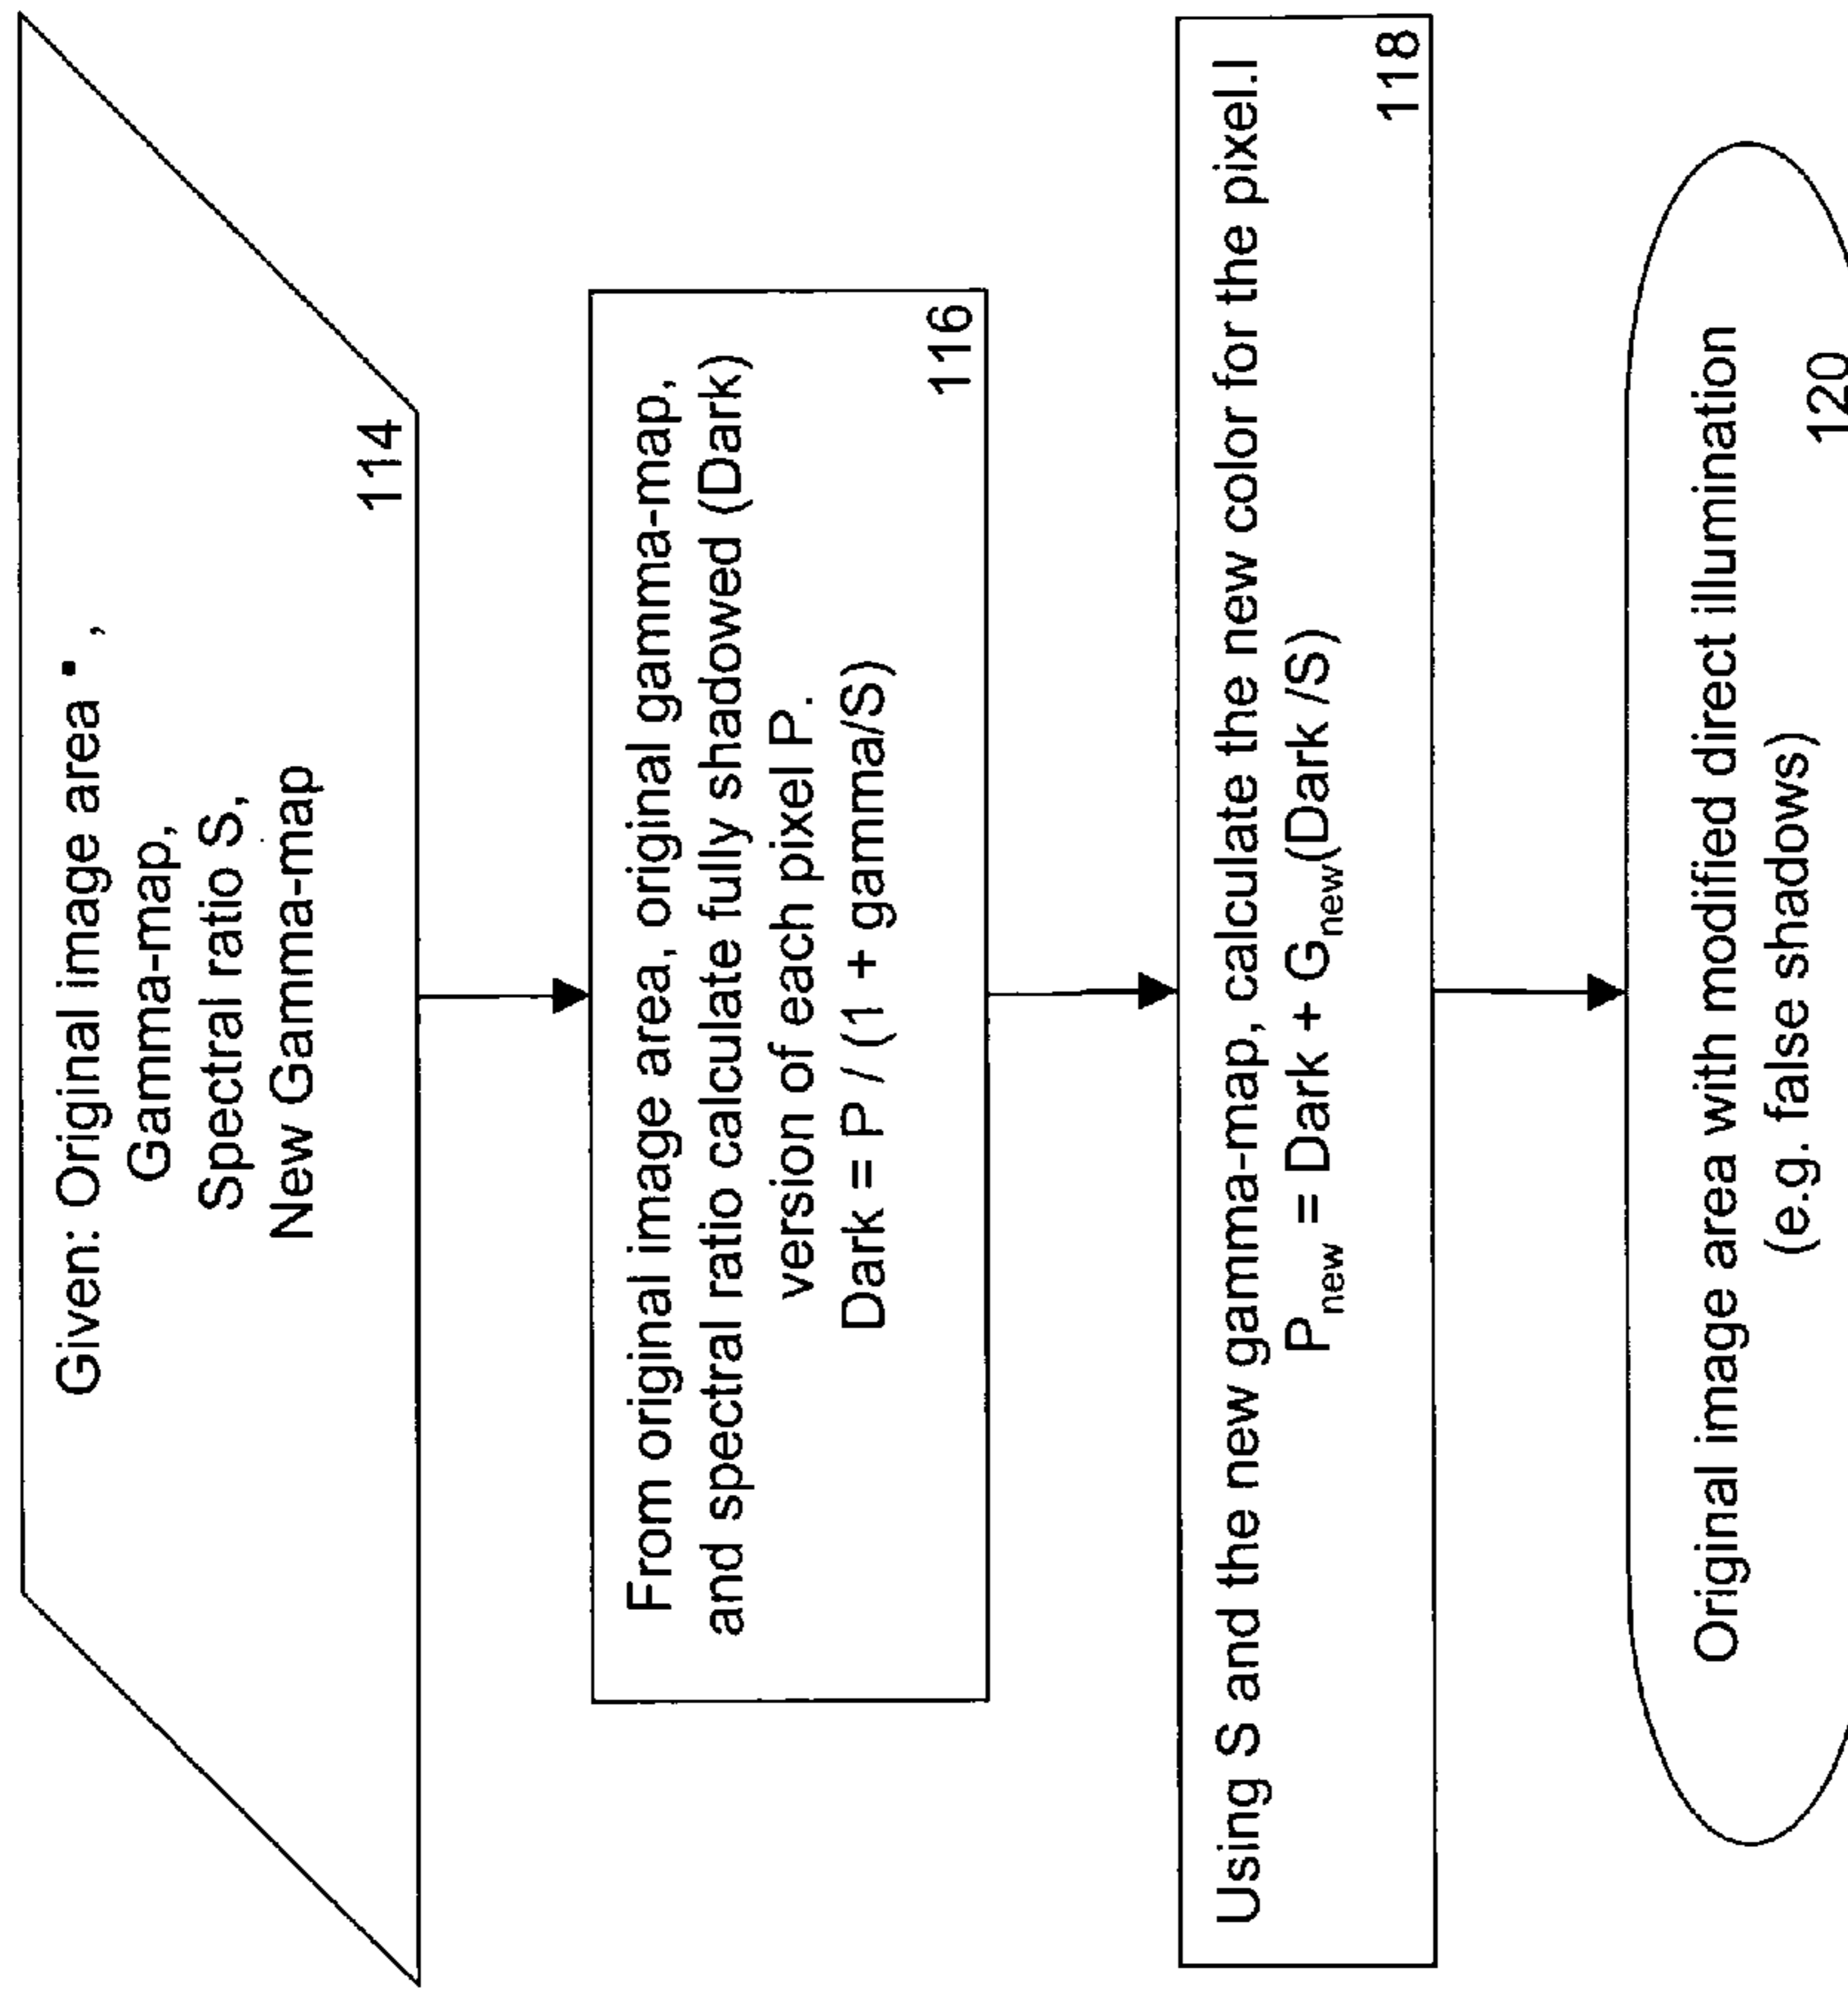 Given: Original image area ",
Gamma-map,
Spectral ratio S,
New Gamma-map
114
From original image area, original gamma-map,
and spectral ratio calculate fully shadowed (Dark)
version of each pixel P.
Dark = P / (1 + gamma/S)
116
Using S and the new gamma-map, calculate the new color for the pixel.I
P_new = Dark + G_new(Dark /S)
118
Original image area with modified direct illumination
(e.g. false shadows)
120